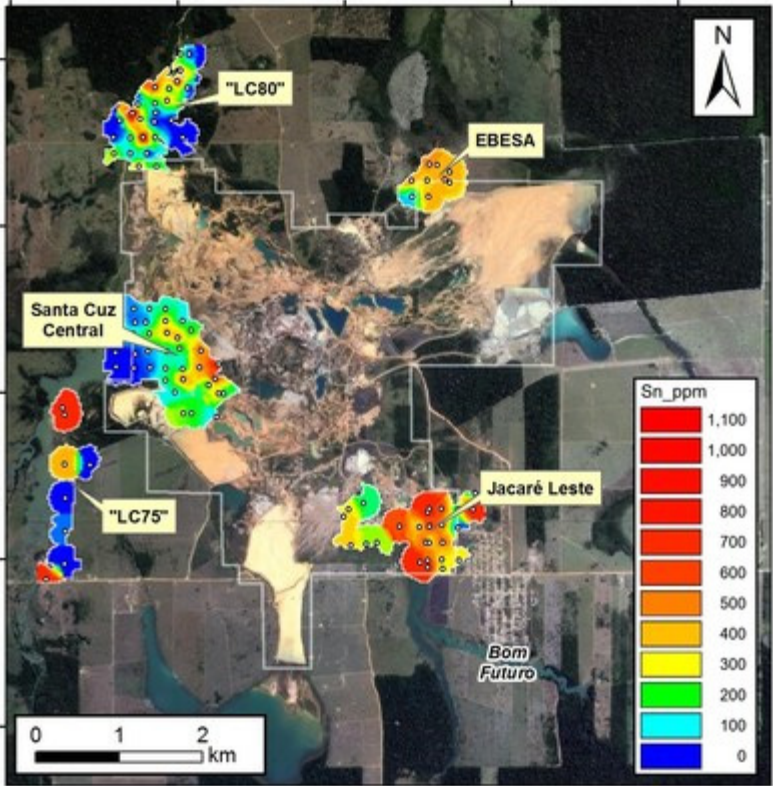 N
"LC80"
EBESA
Santa Cuz
Central
Sn_ppm
1,100
1,000
900
800
700
600
500
400
300
200
100
0
Jacaré Leste
"LC75"
Bom
Futuro
0 1 2
km